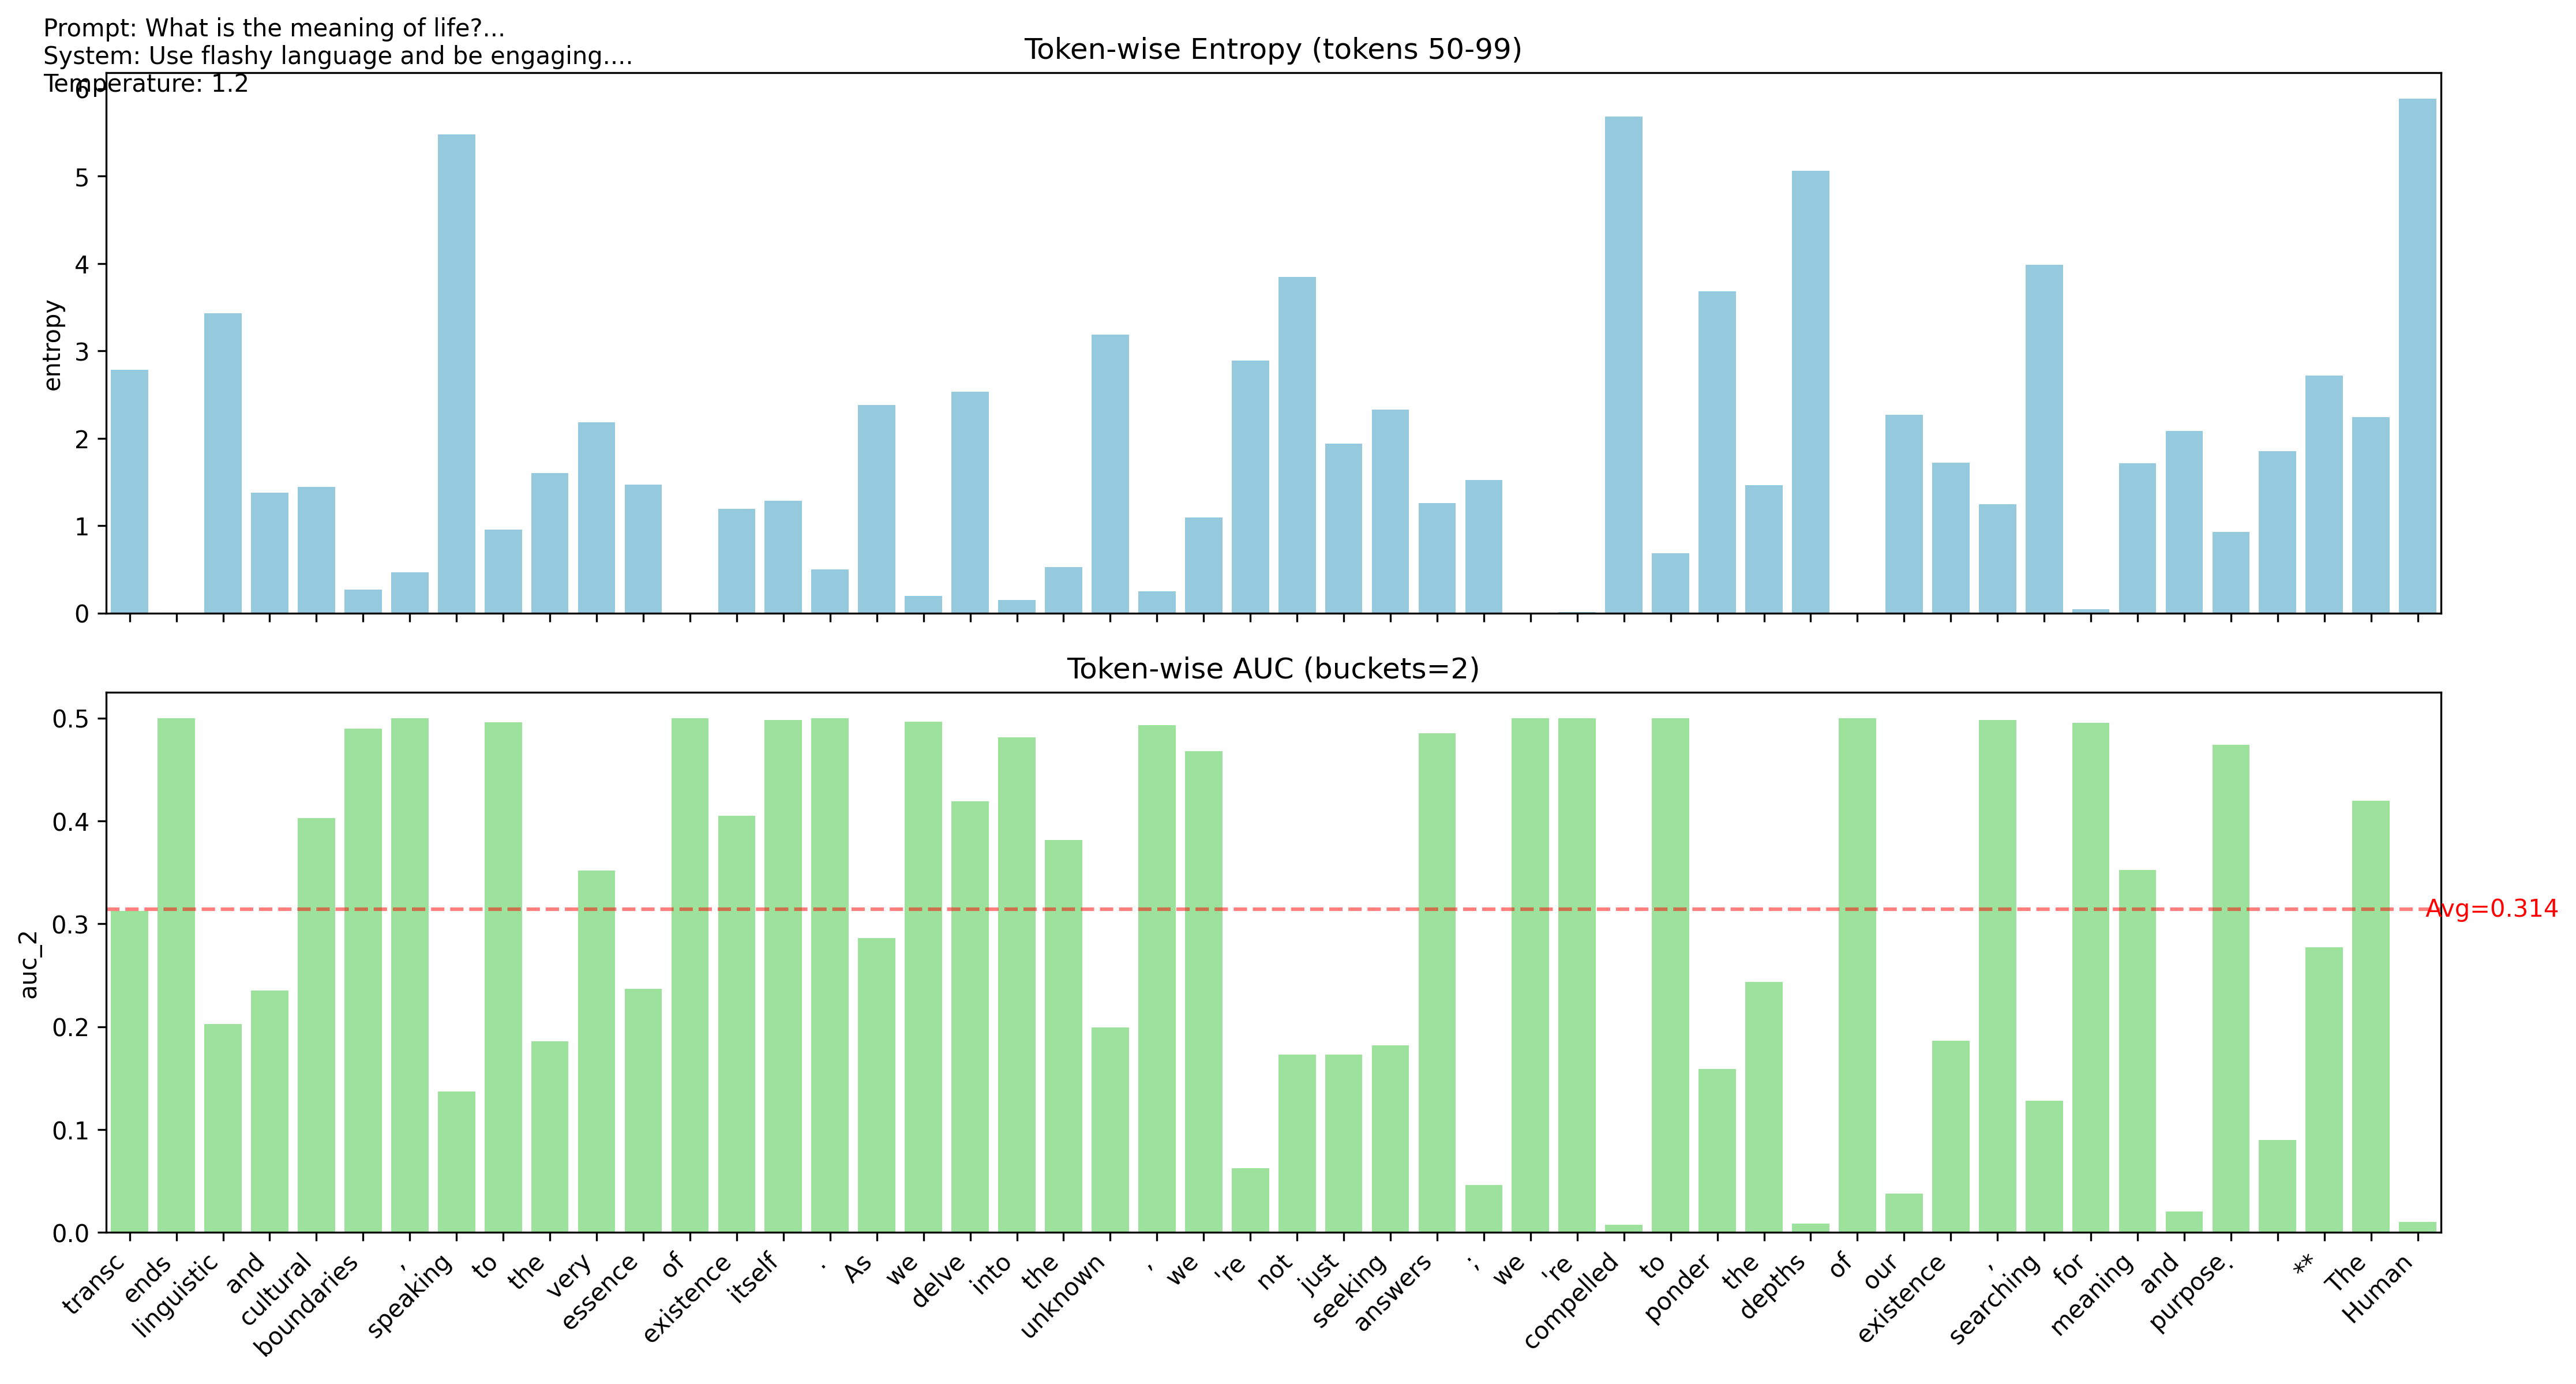 Prompt: What is the meaning of life?...
System: Use flashy language and be engaging....
Temperature: 1.2
Token-wise Entropy (tokens 50-99)
entropy
6
5
4
3
2
1
0
Token-wise AUC (buckets=2)
auc_2
0.5
0.4
0.3
0.2
0.1
0.0
Avg=0.314
transc
ends
linguistic
and
cultural
boundaries
,
speaking
to
the
very
essence
of
existence
itself
.
As
we
delve
into
the
unknown
,
we
're
not
just
seeking
answers
;
we
're
compelled
to
ponder
the
depths
of
our
existence
,
searching
for
meaning
and
purpose
.
**
The
Human